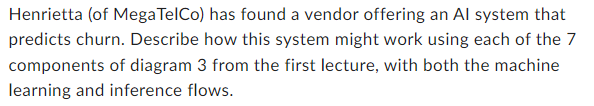 Henrietta (of MegaTelCo) has found a vendor offering an AI system that
predicts churn. Describe how this system might work using each of the 7
components of diagram 3 from the first lecture, with both the machine
learning and inference flows.